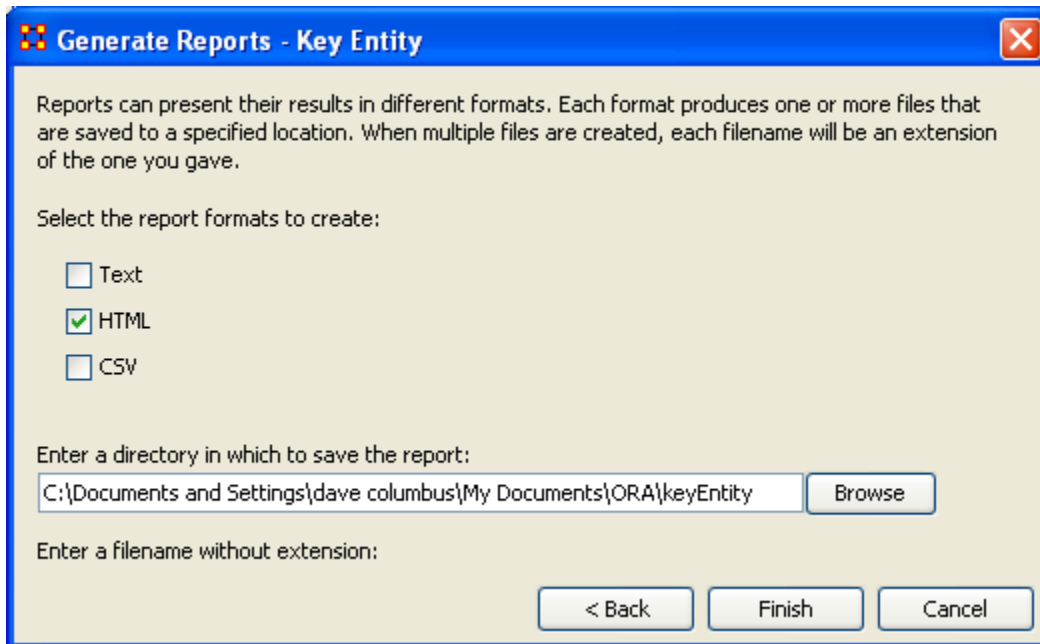 Generate Reports - Key Entity
Reports can present their results in different formats. Each format produces one or more files that
are saved to a specified location. When multiple files are created, each filename will be an extension
of the one you gave.
Select the report formats to create:
Text
HTML
CSV
Enter a directory in which to save the report:
C:\Documents and Settings\dave columbus\My Documents\ORA\keyEntity
Browse
Enter a filename without extension:
< Back
Finish
Cancel